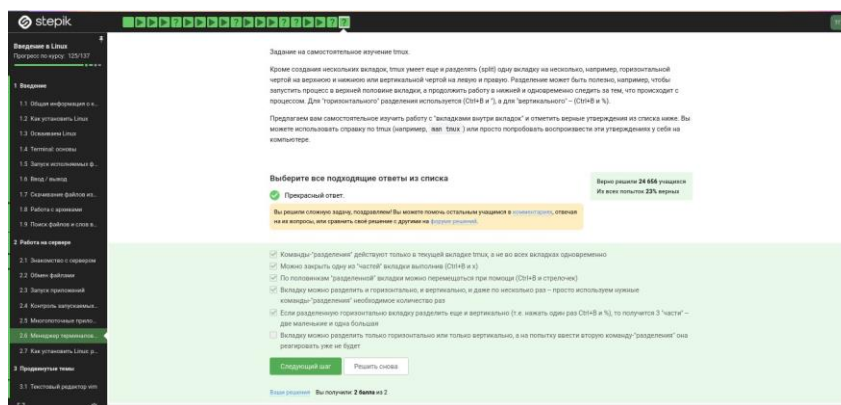 stepik
Введение в Linux
Прогресс по курсу: 125/137
1 Введение
1.1 Общая информация о к...
1.2 Как установить Linux
1.3 Осваиваем Linux
1.4 Terminal: основы
1.5 Запуск исполняемых ф...
1.6 Ввод / вывод
1.7 Скачивание файлов из...
1.8 Работа с архивами
1.9 Поиск файлов и слов в...
2 Работа на сервере
2.1 Знакомство с сервером
2.2 Обмен файлами
2.3 Запуск приложений
2.4 Контроль запускаемых...
2.5 Многопоточные прило...
2.6 Менеджер терминалов...
2.7 Как установить Linux: р...
3 Продвинутые темы
3.1 Текстовый редактор vim
Задание на самостоятельное изучение tmux.
Кроме создания нескольких вкладок, tmux умеет еще и разделять (split) одну вкладку на несколько, например, горизонтальной
чертой на верхнюю и нижнюю или вертикальной чертой на левую и правую. Разделение может быть полезно, например, чтобы
запустить процесс в верхней половине вкладки, а продолжить работу в нижней и одновременно следить за тем, что происходит с
процессом. Для "горизонтального" разделения используется (Ctrl+B и "), а для "вертикального" – (Ctrl+B и %).
Предлагаем вам самостоятельно изучить работу с "вкладками внутри вкладок" и отметить верные утверждения из списка ниже. Вы
можете использовать справку по tmux (например, man tmux ) или просто попробовать воспроизвести эти утверждениях у себя на
компьютере.
Выберите все подходящие ответы из списка
Прекрасный ответ.
Верно решили 24 656 учащихся
Из всех попыток 23% верных
Вы решили сложную задачу, поздравляем! Вы можете помочь остальным учащимся в комментариях, отвечая
на их вопросы, или сравнить своё решение с другими на форуме решений.
Команды-"разделения" действуют только в текущей вкладке tmux, а не во всех вкладках одновременно
Можно закрыть одну из "частей" вкладки выполнив (Ctrl+B и x)
По половинкам "разделенной" вкладки можно перемещаться при помощи (Ctrl+B и стрелочек)
Вкладку можно разделить и горизонтально, и вертикально, и даже по несколько раз – просто используем нужные
команды-"разделения" необходимое количество раз
Если разделенную горизонтально вкладку разделить еще и вертикально (т.е. нажать один раз Ctrl+B и %), то получится 3 "части" –
две маленькие и одна большая
Вкладку можно разделить только горизонтально или только вертикально, а на попытку ввести вторую команду-"разделения" она
реагировать уже не будет
Следующий шаг
Решить снова
Ваши решения Вы получили: 2 балла из 2